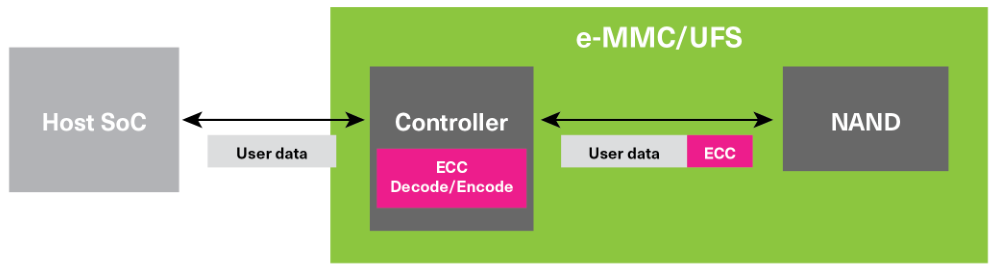 e-MMC/UFS
Host SoC
User data
Controller
ECC
Decode/Encode
User data
ECC
NAND